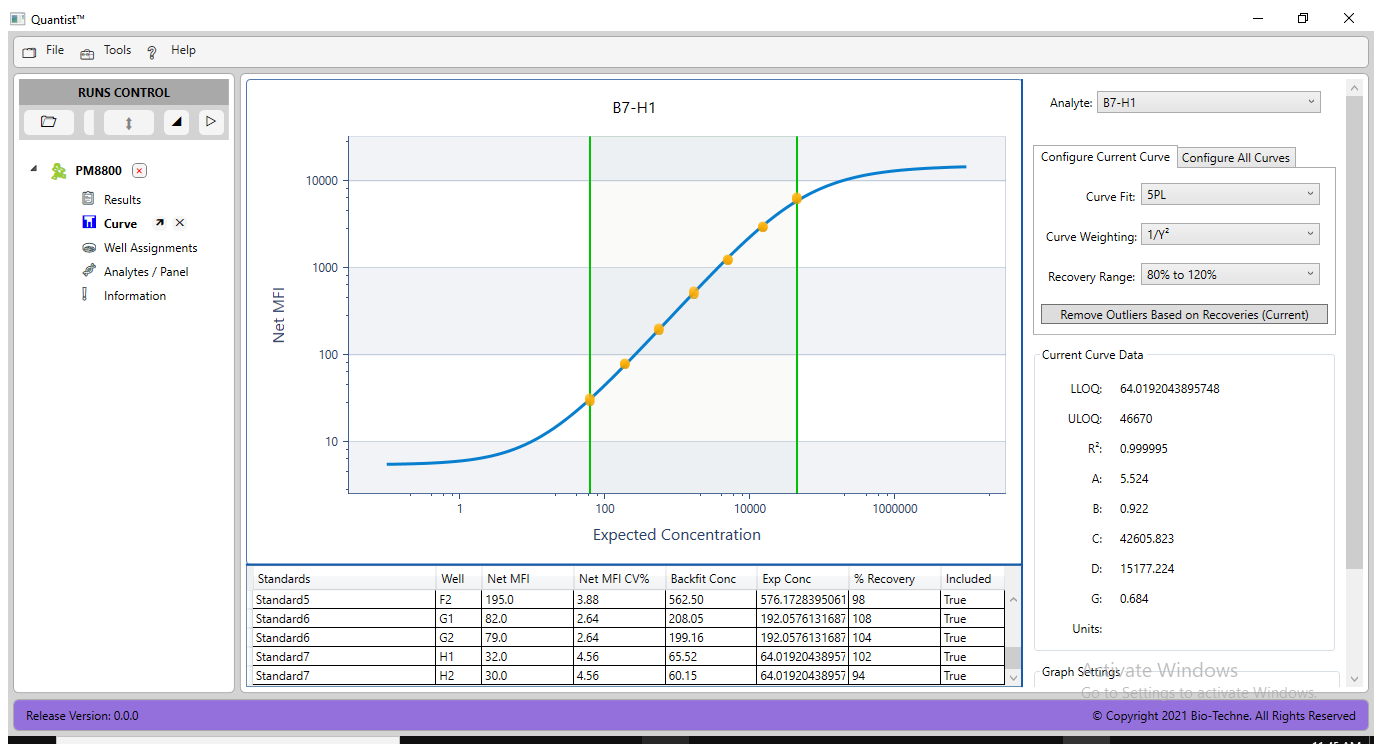 Quantist™
File Tools Help
RUNS CONTROL
PM8800
Results
Curve
Well Assignments
Analytes / Panel
Information
B7-H1
10000
1000
100
10
Net MFI
1 100 10000 1000000
Expected Concentration
Standards Well Net MFI Net MFI CV% Backfit Conc Exp Conc % Recovery Included
Standard5 F2 195.0 3.88 562.50 576.1728395061 98 True
Standard6 G1 82.0 2.64 208.05 192.0576131687 108 True
Standard6 G2 79.0 2.64 199.16 192.0576131687 104 True
Standard7 H1 32.0 4.56 65.52 64.01920438957 102 True
Standard7 H2 30.0 4.56 60.15 64.01920438957 94 True
Analyte: B7-H1
Configure Current Curve Configure All Curves
Curve Fit: 5PL
Curve Weighting: 1/Y²
Recovery Range: 80% to 120%
Remove Outliers Based on Recoveries (Current)
Current Curve Data
LLOQ: 64.0192043895748
ULOQ: 46670
R²: 0.999995
A: 5.524
B: 0.922
C: 42605.823
D: 15177.224
G: 0.684
Units:
Graph Settings
Activate Windows
Go to Settings to activate Windows.
Release Version: 0.0.0
© Copyright 2021 Bio-Techne. All Rights Reserved